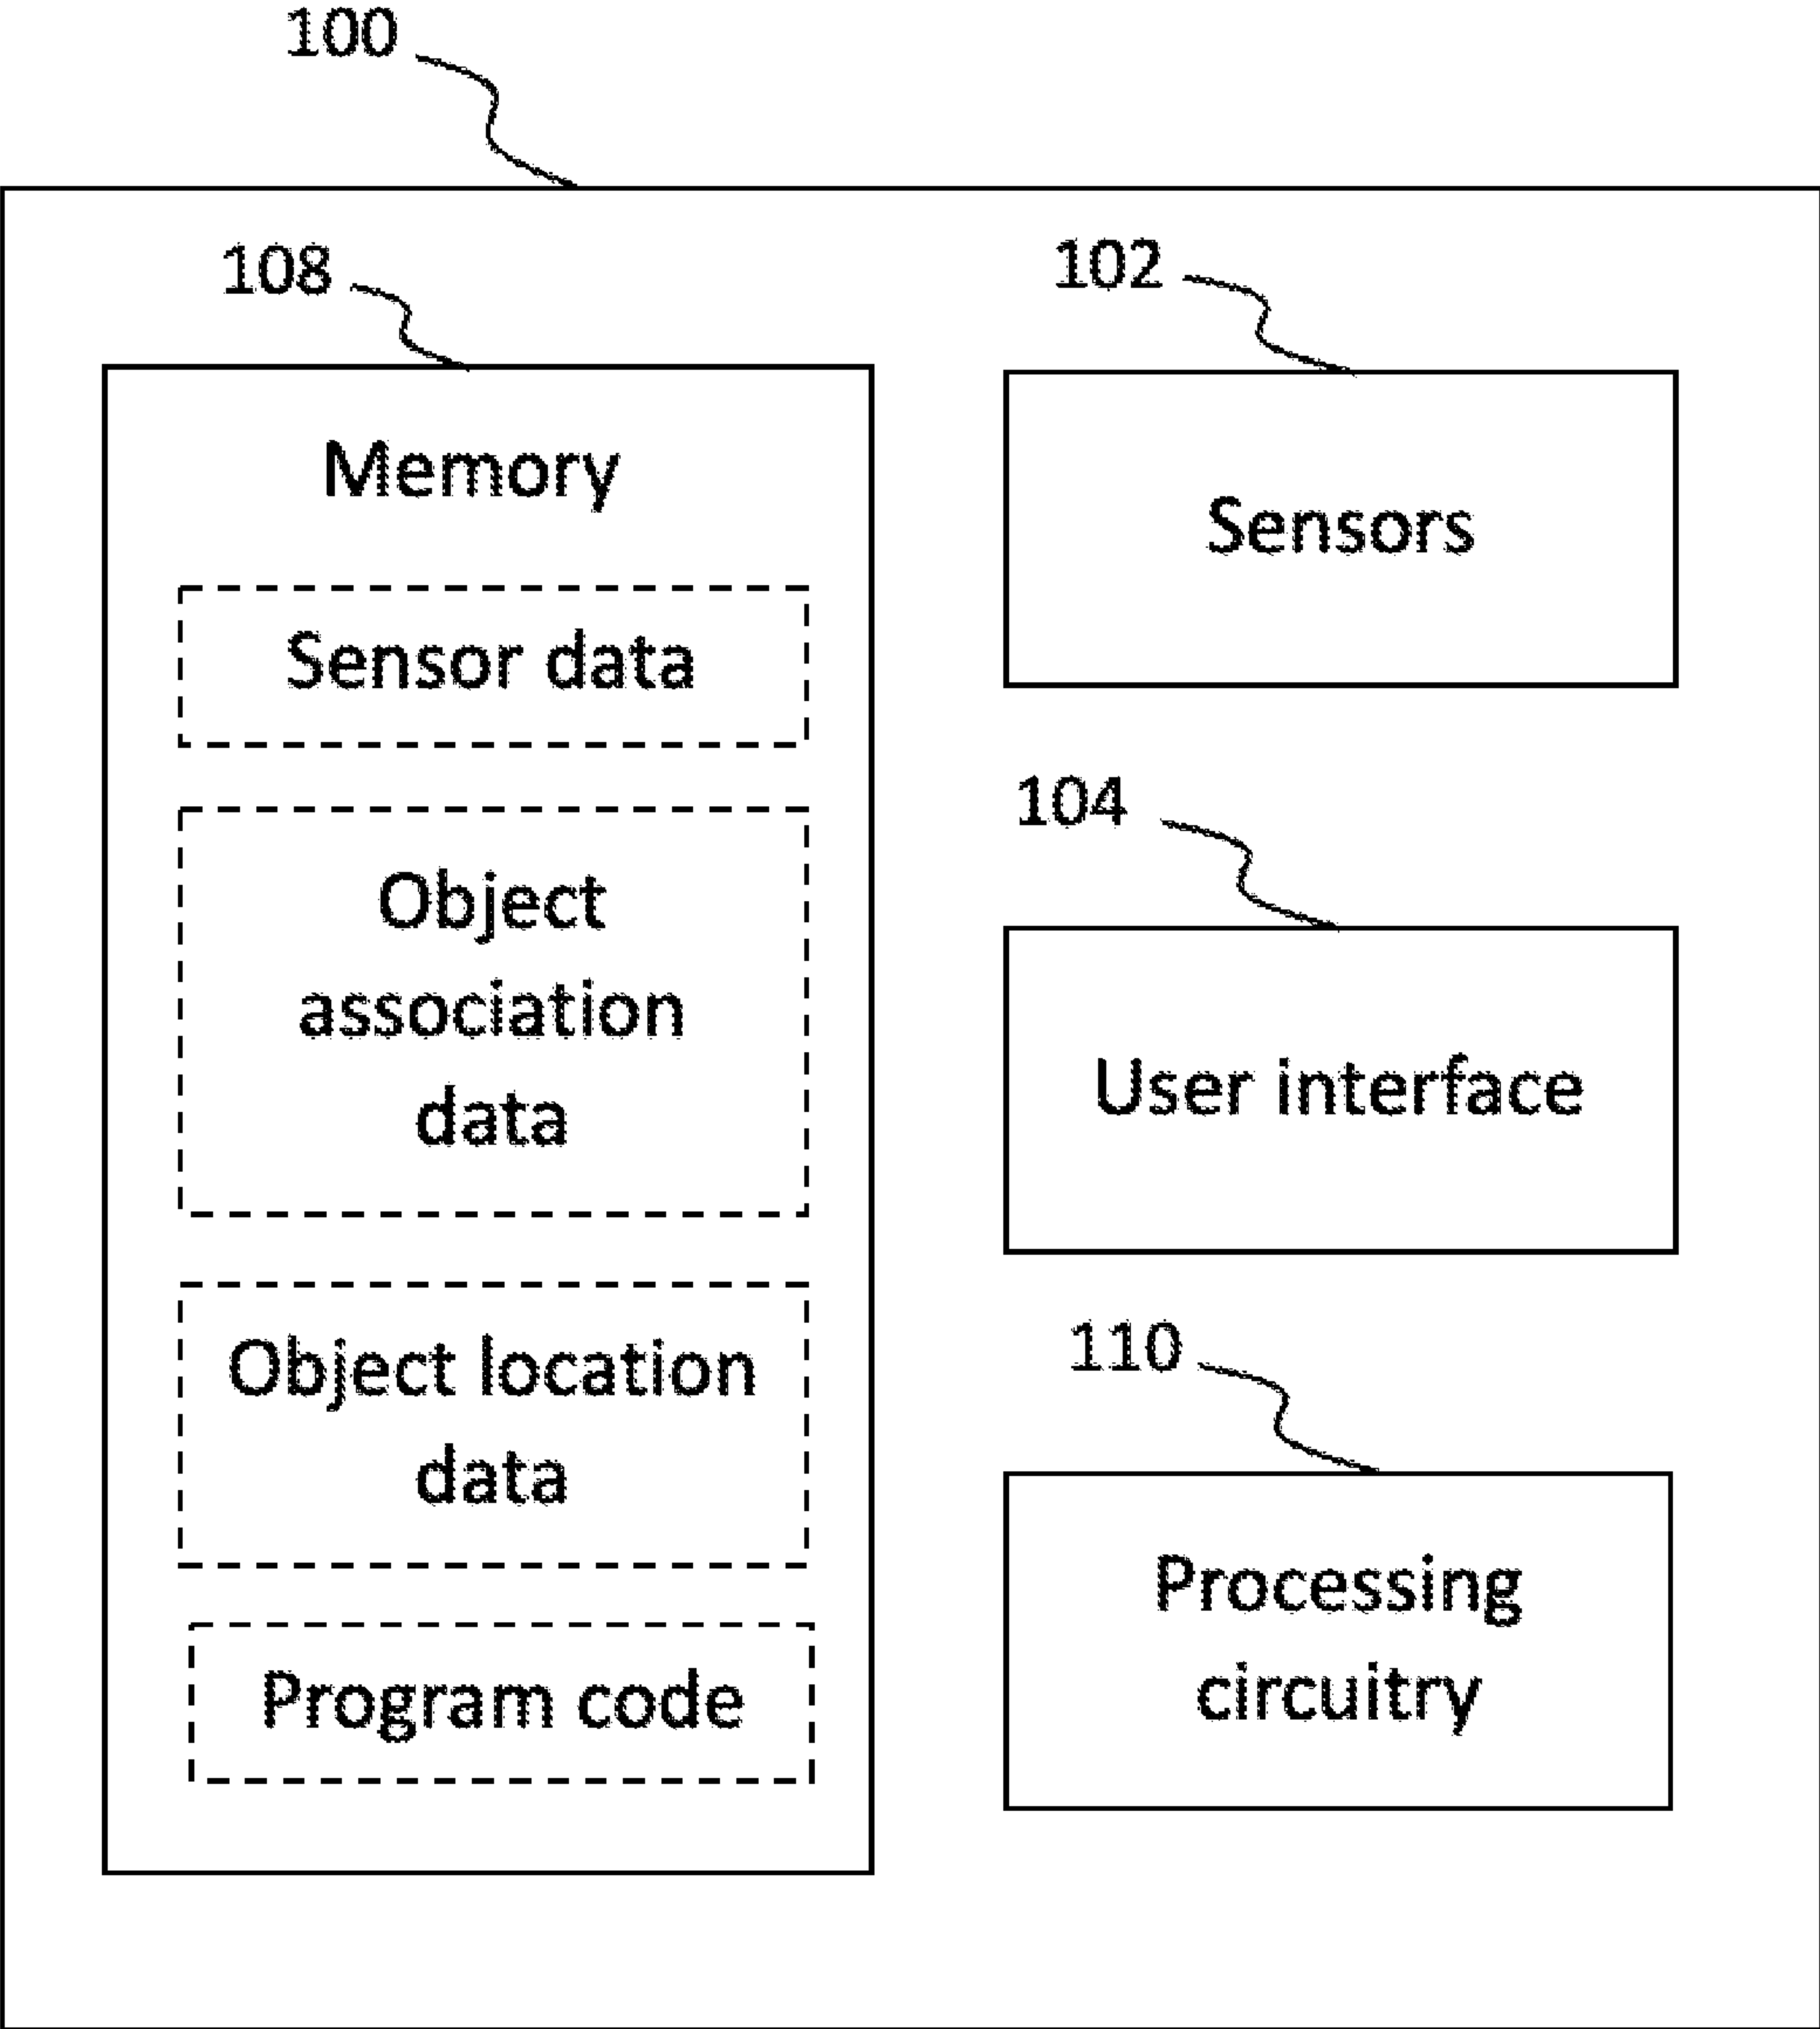 100
108
Memory
Sensor data
Object
association
data
Object location
data
Program code
102
Sensors
104
User interface
110
Processing
circuitry